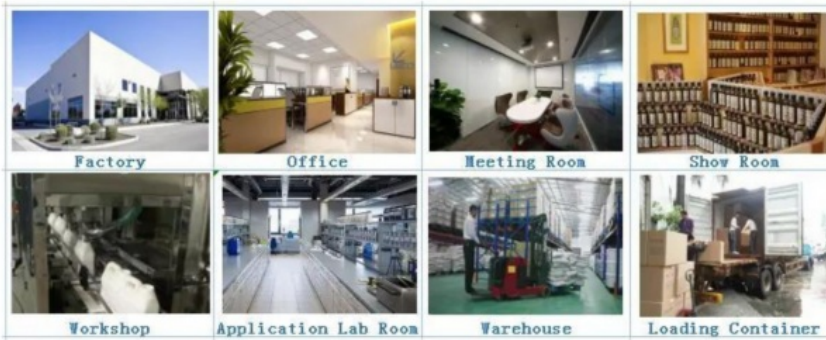 Factory
Office
Meeting Room
Show Room
Workshop
Application Lab Room
Warehouse
Loading Container